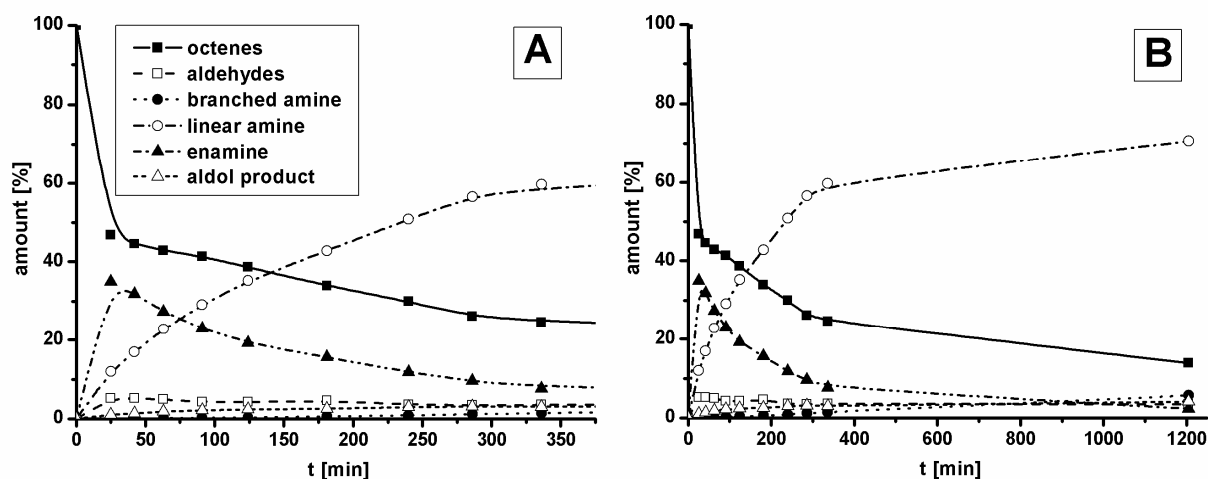 100
80
60
40
20
0
amount [%]
octenes
aldehydes
branched amine
linear amine
enamine
aldol product
A
0
50
100
150
200
250
300
350
t [min]
100
80
60
40
20
0
amount [%]
B
0
200
400
600
800
1000
1200
t [min]